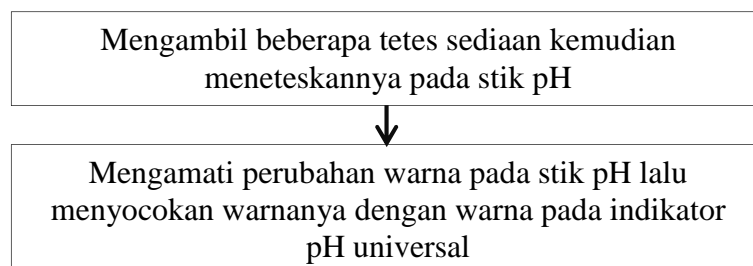 Mengambil beberapa tetes sediaan kemudian
meneteskannya pada stik pH
Mengamati perubahan warna pada stik pH lalu
menyocokan warnanya dengan warna pada indikator
pH universal